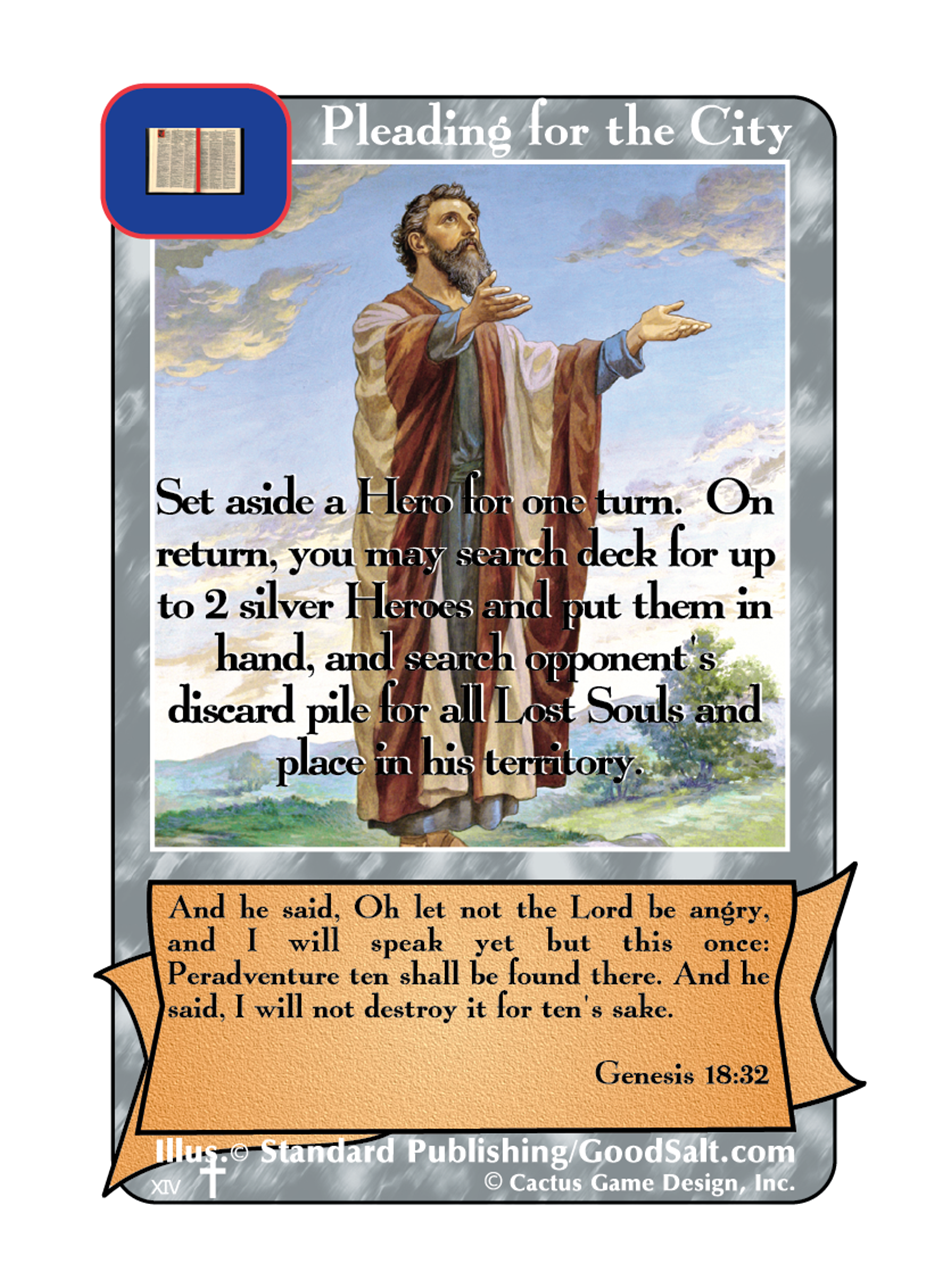 Pleading for the City
Set aside a Hero for one turn. On
return, you may search deck for up
to 2 silver Heroes and put them in
hand, and search opponent's
discard pile for all Lost Souls and
place in his territory.
And he said, Oh let not the Lord be angry,
and I will speak yet but this once:
Peradventure ten shall be found there. And he
said, I will not destroy it for ten's sake.
Genesis 18:32
Illus.© Standard Publishing/GoodSalt.com
XIV
© Cactus Game Design, Inc.